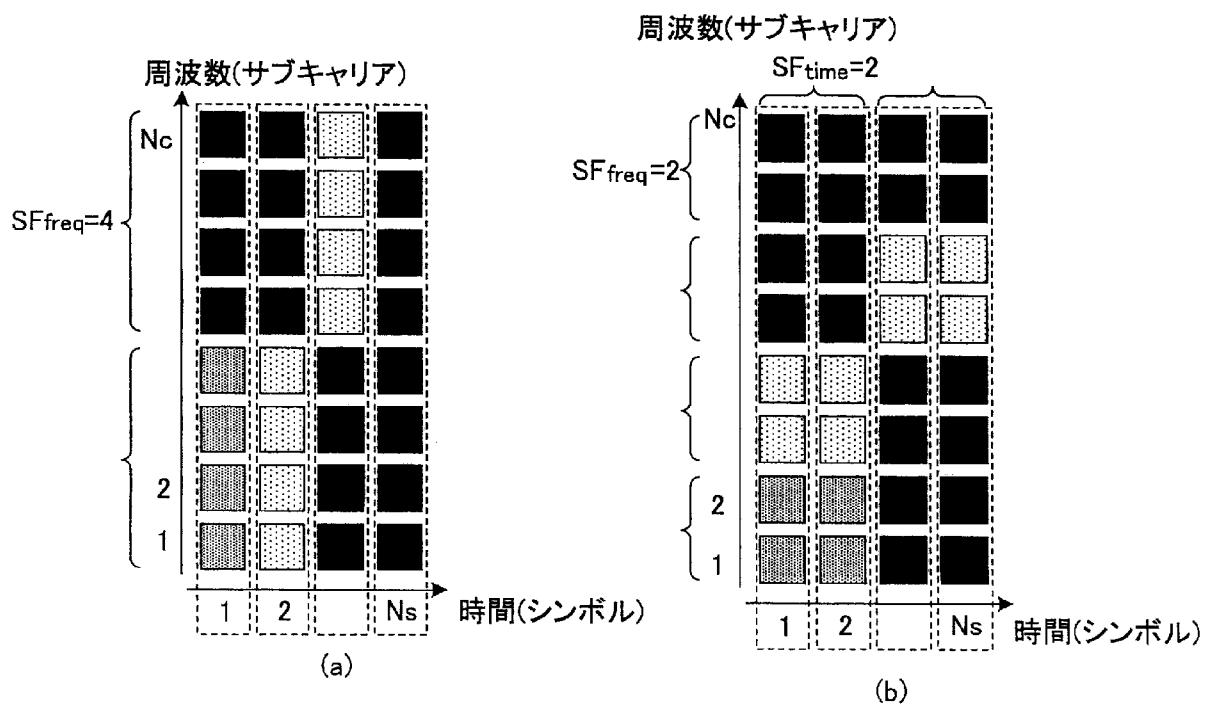 周波数(サブキャリア)
Nc
SFfreq=4
2
1
1 2 Ns
時間(シンボル)
(a)
周波数(サブキャリア)
SFtime=2
Nc
SFfreq=2
2
1
1 2 Ns
時間(シンボル)
(b)